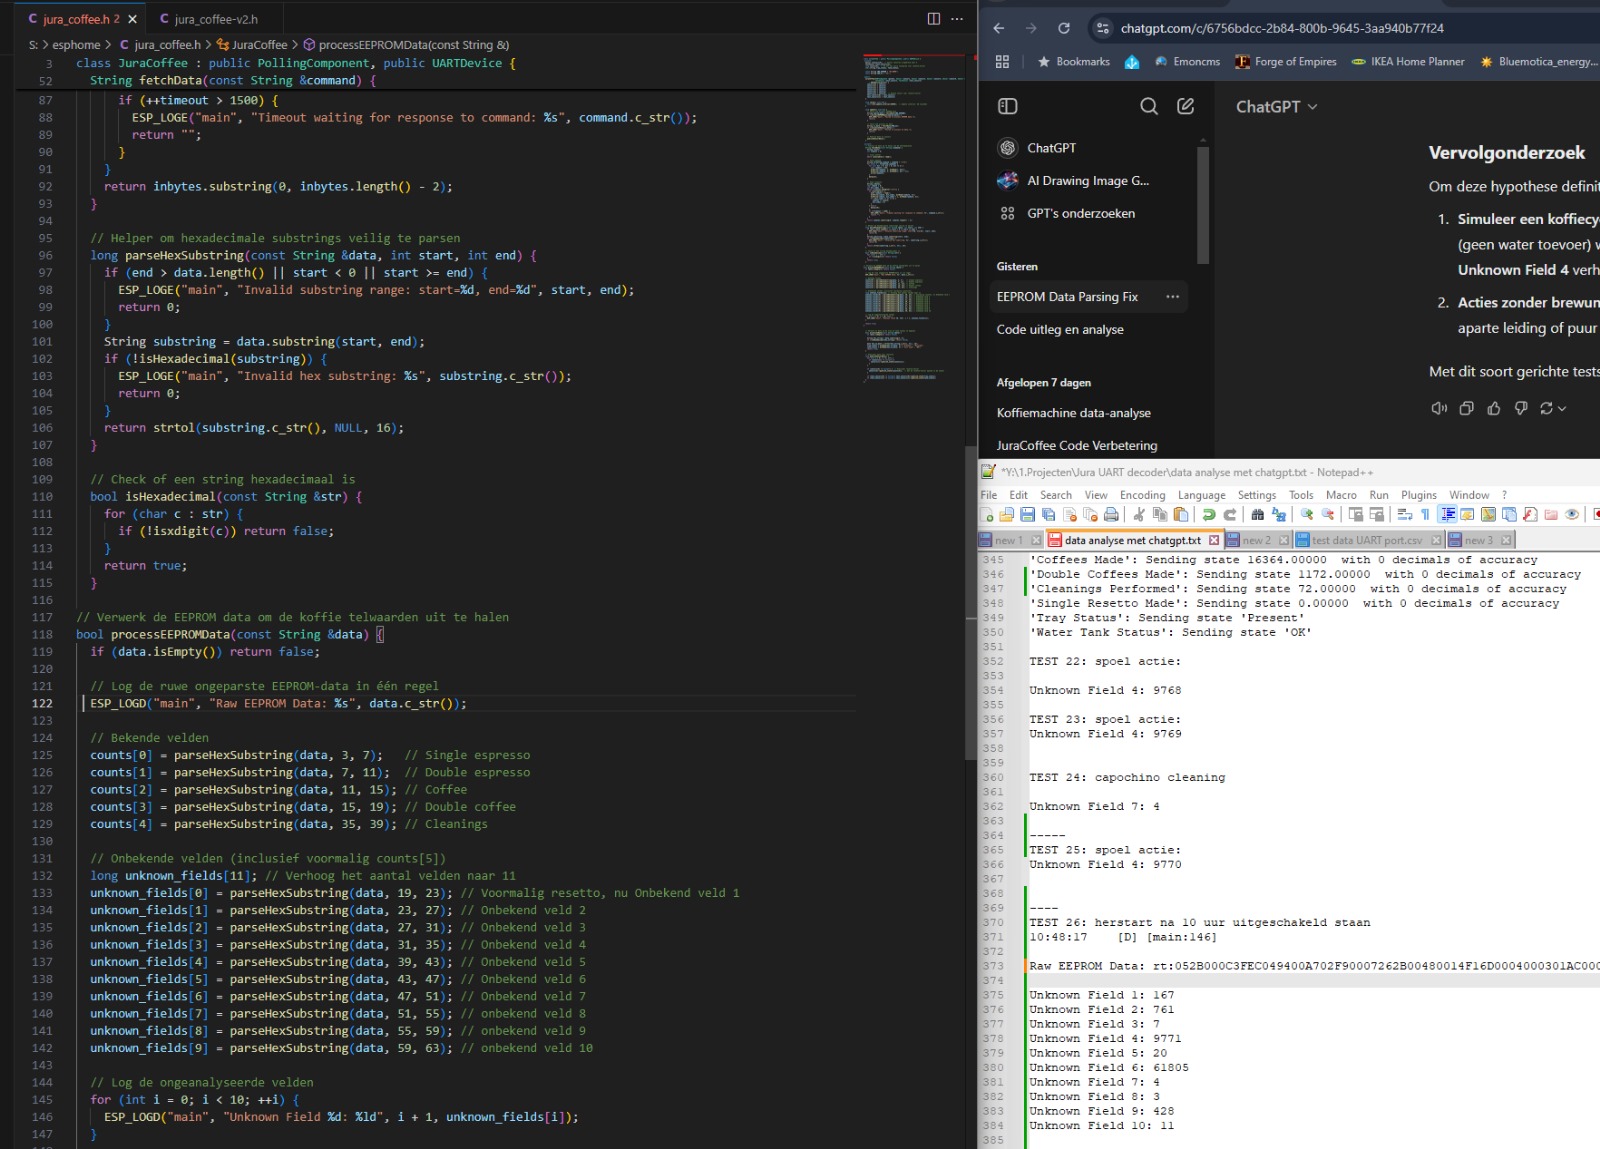 jura_coffee.h 2
jura_coffee-v2.h
S: > esphome > C jura_coffee.h > JuraCoffee > processEEPROMData(const String &)
3 class JuraCoffee : public PollingComponent, public UARTDevice {
52 String fetchData(const String &command) {
87 if (++timeout > 1500) {
88 ESP_LOGE("main", "Timeout waiting for response to command: %s", command.c_str());
89 return "";
90 }
91 }
92 return inbytes.substring(0, inbytes.length() - 2);
93 }
94
95 // Helper om hexadecimale substrings veilig te parsen
96 long parseHexSubstring(const String &data, int start, int end) {
97 if (end > data.length() || start < 0 || start >= end) {
98 ESP_LOGE("main", "Invalid substring range: start=%d, end=%d", start, end);
99 return 0;
100 }
101 String substring = data.substring(start, end);
102 if (!isHexadecimal(substring)) {
103 ESP_LOGE("main", "Invalid hex substring: %s", substring.c_str());
104 return 0;
105 }
106 return strtol(substring.c_str(), NULL, 16);
107 }
108
109 // Check of een string hexadecimaal is
110 bool isHexadecimal(const String &str) {
111 for (char c : str) {
112 if (!isxdigit(c)) return false;
113 }
114 return true;
115 }
116
117 // Verwerk de EEPROM data om de koffie telwaarden uit te halen
118 bool processEEPROMData(const String &data) {
119 if (data.isEmpty()) return false;
120
121 // Log de ruwe ongeparste EEPROM-data in één regel
122 ESP_LOGD("main", "Raw EEPROM Data: %s", data.c_str());
123
124 // Bekende velden
125 counts[0] = parseHexSubstring(data, 3, 7); // Single espresso
126 counts[1] = parseHexSubstring(data, 7, 11); // Double espresso
127 counts[2] = parseHexSubstring(data, 11, 15); // Coffee
128 counts[3] = parseHexSubstring(data, 15, 19); // Double coffee
129 counts[4] = parseHexSubstring(data, 35, 39); // Cleanings
130
131 // Onbekende velden (inclusief voormalig counts[5])
132 long unknown_fields[11]; // Verhoog het aantal velden naar 11
133 unknown_fields[0] = parseHexSubstring(data, 19, 23); // Voormalig resetto, nu Onbekend veld 1
134 unknown_fields[1] = parseHexSubstring(data, 23, 27); // Onbekend veld 2
135 unknown_fields[2] = parseHexSubstring(data, 27, 31); // Onbekend veld 3
136 unknown_fields[3] = parseHexSubstring(data, 31, 35); // Onbekend veld 4
137 unknown_fields[4] = parseHexSubstring(data, 39, 43); // Onbekend veld 5
138 unknown_fields[5] = parseHexSubstring(data, 43, 47); // Onbekend veld 6
139 unknown_fields[6] = parseHexSubstring(data, 47, 51); // Onbekend veld 7
140 unknown_fields[7] = parseHexSubstring(data, 51, 55); // onbekend veld 8
141 unknown_fields[8] = parseHexSubstring(data, 55, 59); // onbekend veld 9
142 unknown_fields[9] = parseHexSubstring(data, 59, 63); // onbekend veld 10
143
144 // Log de ongeanalyseerde velden
145 for (int i = 0; i < 10; ++i) {
146 ESP_LOGD("main", "Unknown Field %d: %ld", i + 1, unknown_fields[i]);
147 }
chatgpt.com/c/6756bdcc-2b84-800b-9645-3aa940b77f24
Bookmarks
Emoncms
Forge of Empires
IKEA Home Planner
Bluemotica_energy...
ChatGPT
ChatGPT
AI Drawing Image G...
GPT's onderzoeken
Gisteren
EEPROM Data Parsing Fix
Code uitleg en analyse
Afgelopen 7 dagen
Koffiemachine data-analyse
JuraCoffee Code Verbetering
Vervolgonderzoek
Om deze hypothese definit
1. Simuleer een koffiecy
(geen water toevoer) w
Unknown Field 4 verh
2. Acties zonder brewun
aparte leiding of puur
Met dit soort gerichte tests
*Y:\1.Projecten\Jura UART decoder\data analyse met chatgpt.txt - Notepad++
File Edit Search View Encoding Language Settings Tools Macro Run Plugins Window ?
new 1
data analyse met chatgpt.txt
new 2
test data UART port.csv
new 3
345 'Coffees Made': Sending state 16364.00000 with 0 decimals of accuracy
346 'Double Coffees Made': Sending state 1172.00000 with 0 decimals of accuracy
347 'Cleanings Performed': Sending state 72.00000 with 0 decimals of accuracy
348 'Single Resetto Made': Sending state 0.00000 with 0 decimals of accuracy
349 'Tray Status': Sending state 'Present'
350 'Water Tank Status': Sending state 'OK'
351
352 TEST 22: spoel actie:
353
354 Unknown Field 4: 9768
355
356 TEST 23: spoel actie:
357 Unknown Field 4: 9769
358
359
360 TEST 24: capochino cleaning
361
362 Unknown Field 7: 4
363
364 -----
365 TEST 25: spoel actie:
366 Unknown Field 4: 9770
367
368
369 ----
370 TEST 26: herstart na 10 uur uitgeschakeld staan
371 10:48:17 [D] [main:146]
372
373 Raw EEPROM Data: rt:052B000C3FEC049400A702F90007262B00480014F16D0004000301AC000
374
375 Unknown Field 1: 167
376 Unknown Field 2: 761
377 Unknown Field 3: 7
378 Unknown Field 4: 9771
379 Unknown Field 5: 20
380 Unknown Field 6: 61805
381 Unknown Field 7: 4
382 Unknown Field 8: 3
383 Unknown Field 9: 428
384 Unknown Field 10: 11
385